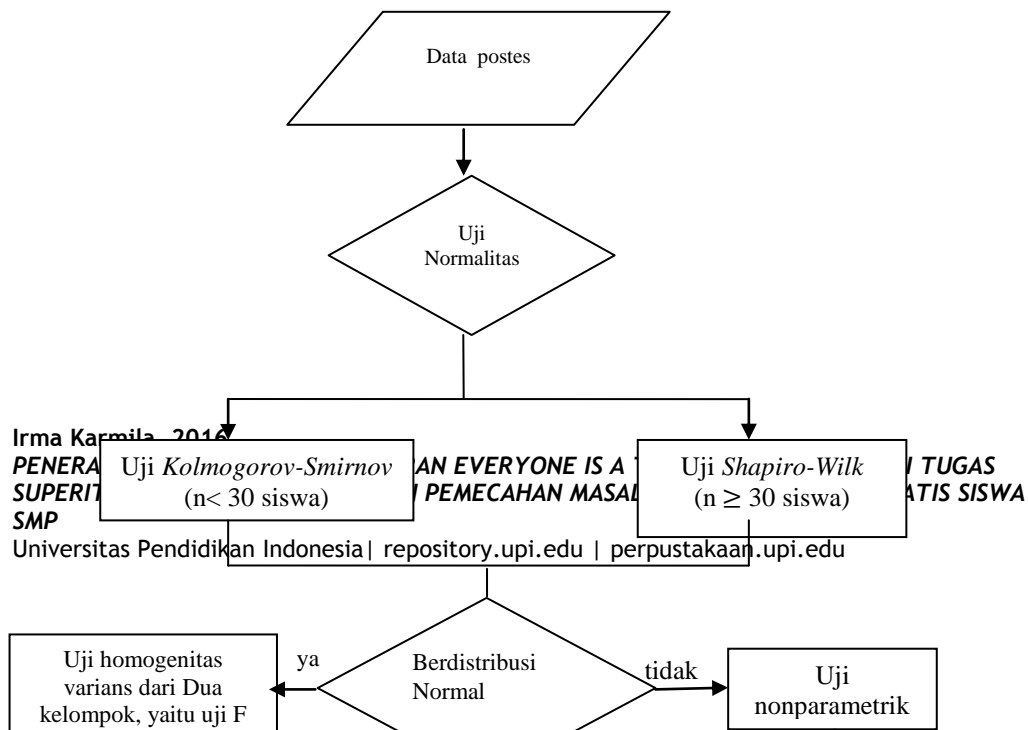 Data postes
Uji
Normalitas
Irma Karmila, 2016
PENERA
AN EVERYONE IS A
I TUGAS
SUPERIT
I PEMECAHAN MASAL
ATIS SISWA
SMP
Universitas Pendidikan Indonesia| repository.upi.edu | perpustakaan.upi.edu
Uji Kolmogorov-Smirnov
(n< 30 siswa)
Uji Shapiro-Wilk
(n ≥ 30 siswa)
Uji homogenitas
varians dari Dua
kelompok, yaitu uji F
ya
Berdistribusi
Normal
tidak
Uji
nonparametrik